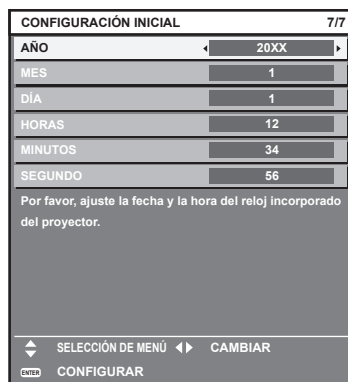 CONFIGURACIÓN INICIAL 7/7
AÑO 20XX
MES 1
DÍA 1
HORAS 12
MINUTOS 34
SEGUNDO 56
Por favor, ajuste la fecha y la hora del reloj incorporado
del proyector.
SELECCIÓN DE MENÚ CAMBIAR
ENTER CONFIGURAR